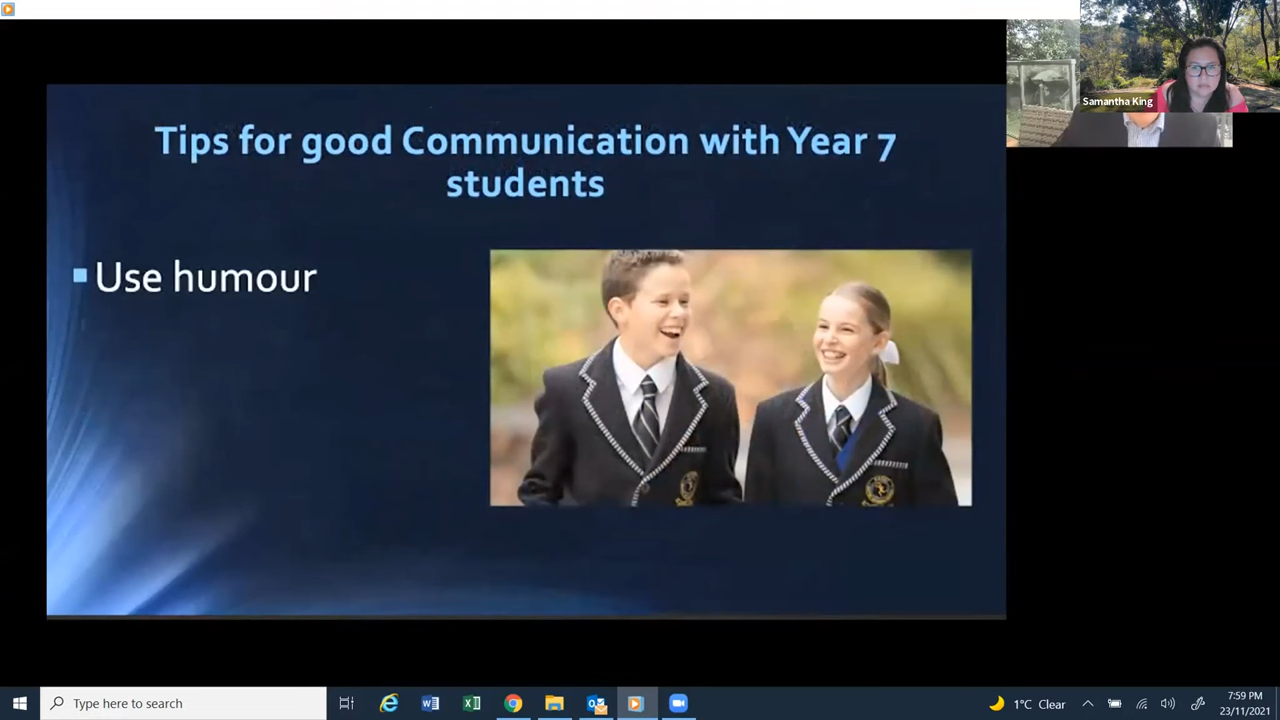 Samantha King
Tips for good Communication with Year 7
students
Use humour
Type here to search
1°C Clear
7:59 PM
23/11/2021